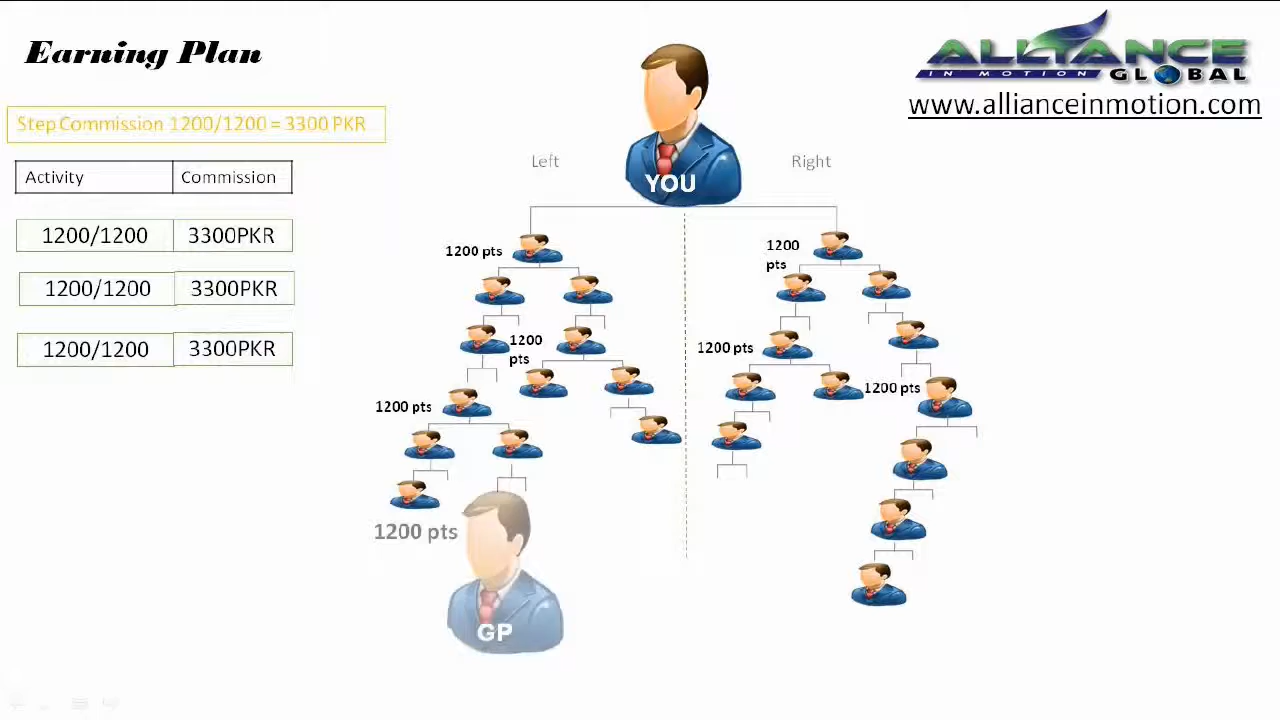 Earning Plan
ALLIANCE
IN MOTION GLOBAL
www.allianceinmotion.com
Step Commission 1200/1200 = 3300 PKR
Activity Commission
1200/1200 3300PKR
1200/1200 3300PKR
1200/1200 3300PKR
Left
Right
YOU
1200 pts
1200
pts
1200
pts
1200 pts
1200 pts
1200 pts
1200 pts
GP